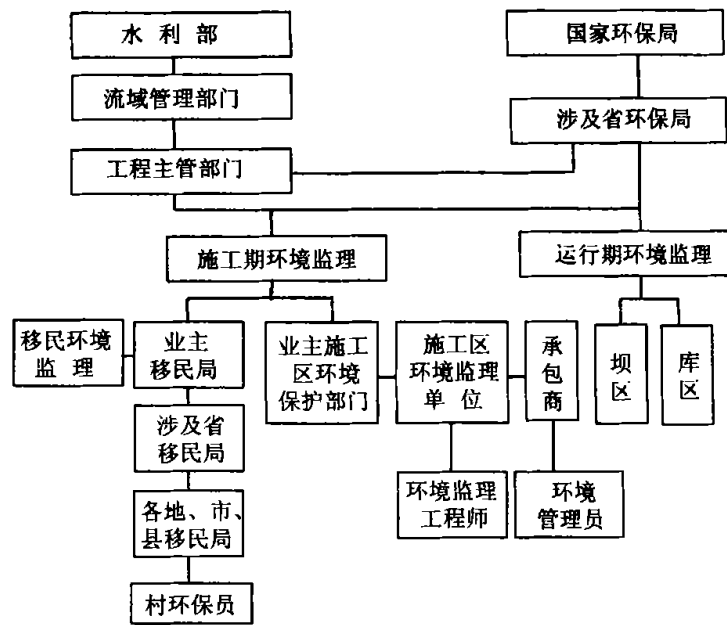 水利部
国家环保局
流域管理部门
涉及省环保局
工程主管部门
施工期环境监理
运行期环境监理
移民环境
监理
业主
移民局
业主施工
区环境
保护部门
施工区
环境监理
单位
承
包
商
坝
区
库
区
涉及省
移民局
环境监理
工程师
环境
管理员
各地、市、
县移民局
村环保员